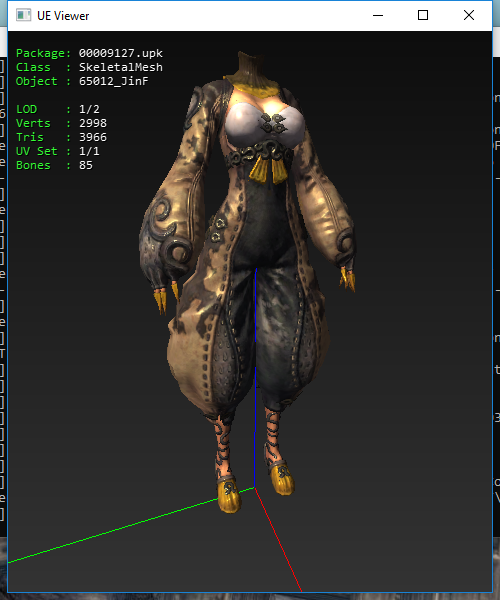 UE Viewer
Package: 00009127.upk
Class : SkeletalMesh
Object : 65012_JinF
LOD : 1/2
Verts : 2998
Tris : 3966
UV Set : 1/1
Bones : 85